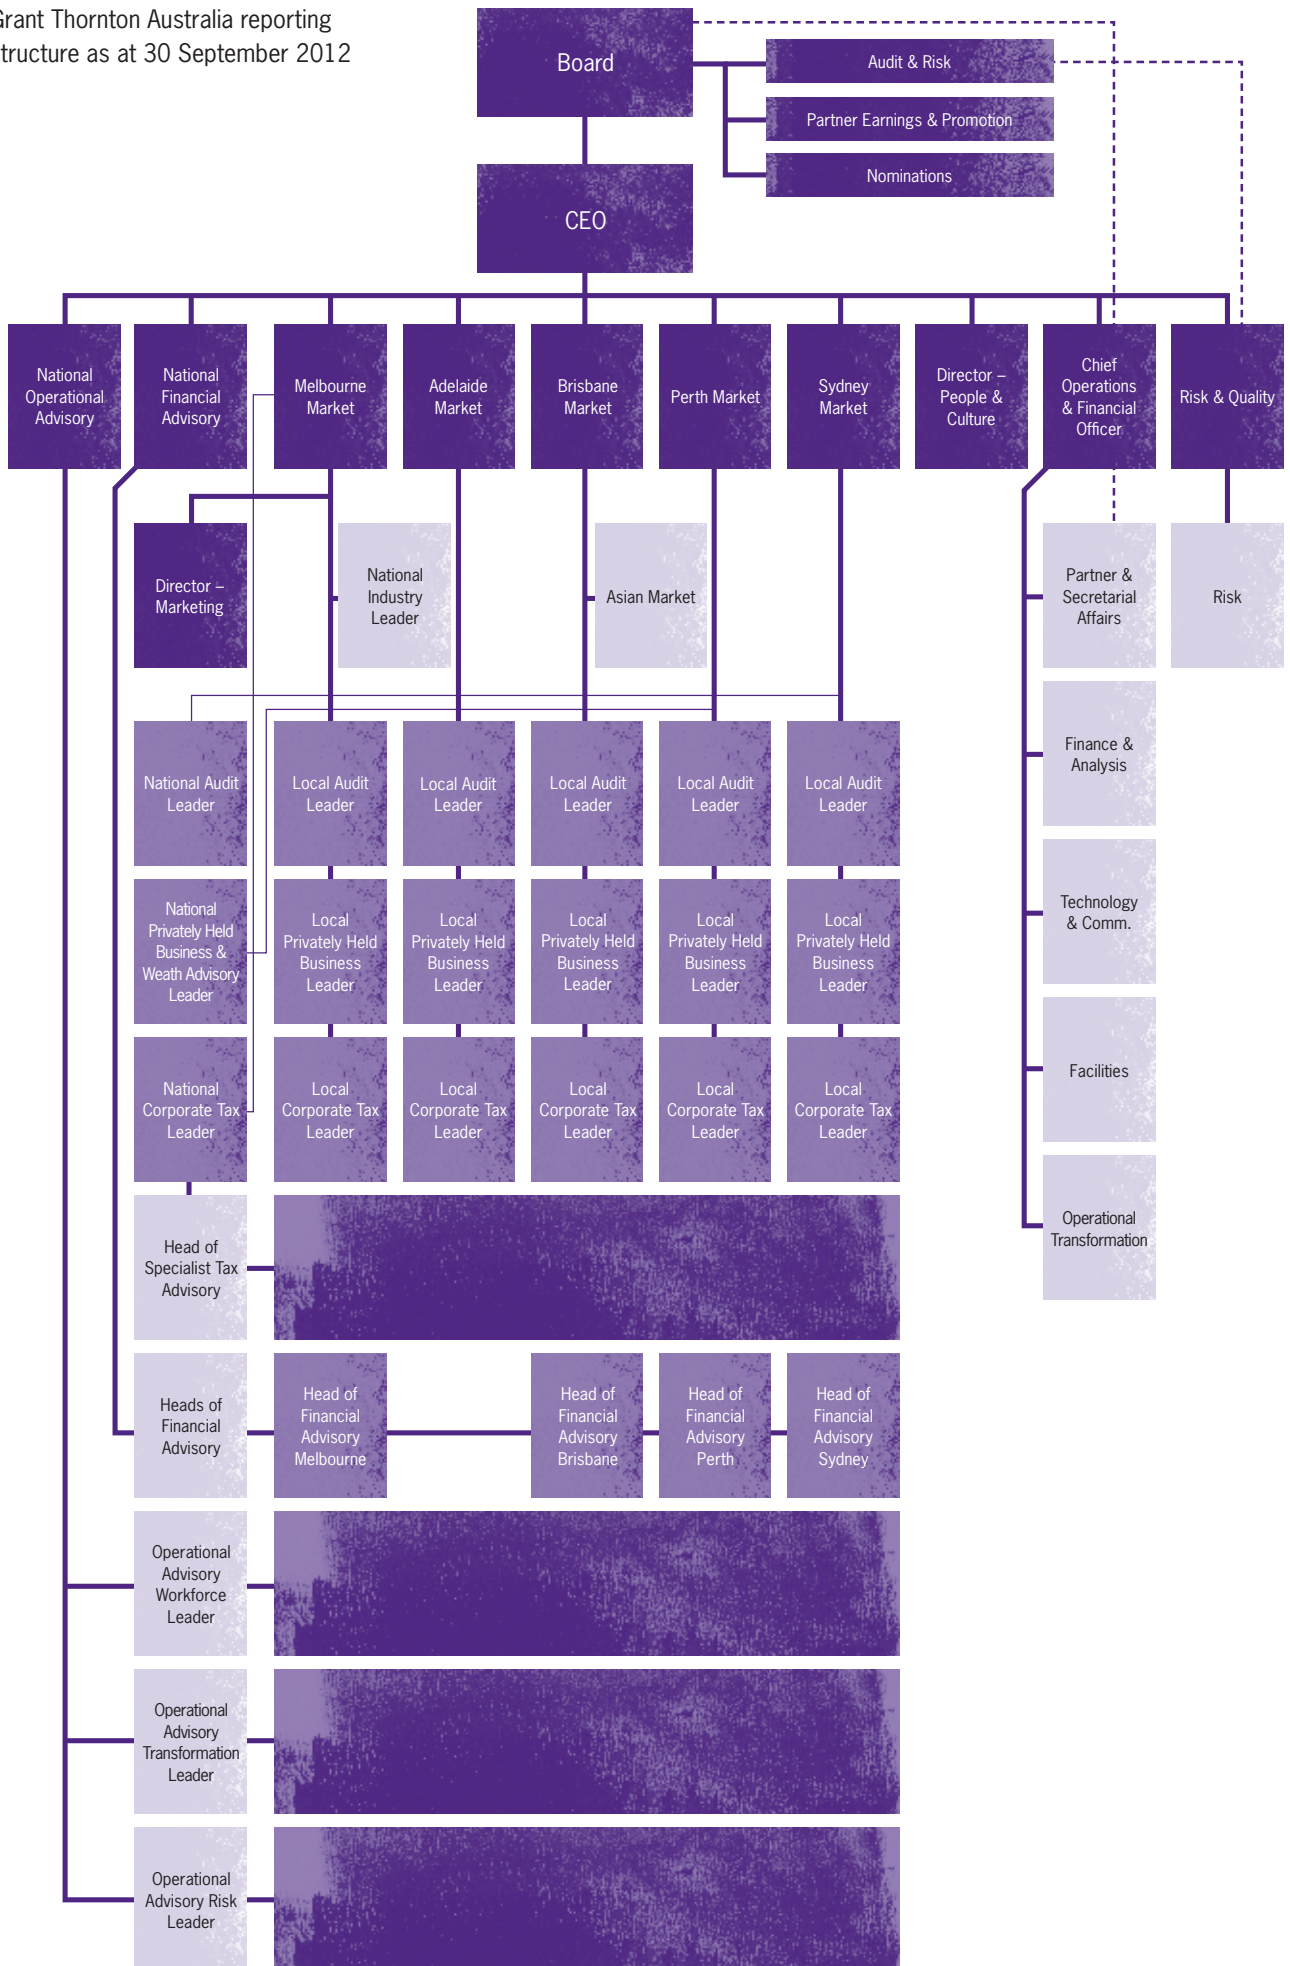 Grant Thornton Australia reporting
structure as at 30 September 2012
Board
Audit & Risk
Partner Earnings & Promotion
Nominations
CEO
National
Operational
Advisory
National
Financial
Advisory
Melbourne
Market
Adelaide
Market
Brisbane
Market
Perth Market
Sydney
Market
Director –
People &
Culture
Chief
Operations
& Financial
Officer
Risk & Quality
Director –
Marketing
National
Industry
Leader
Asian Market
Partner &
Secretarial
Affairs
Risk
National Audit
Leader
Local Audit
Leader
Local Audit
Leader
Local Audit
Leader
Local Audit
Leader
Local Audit
Leader
Finance &
Analysis
National
Privately Held
Business &
Weath Advisory
Leader
Local
Privately Held
Business
Leader
Local
Privately Held
Business
Leader
Local
Privately Held
Business
Leader
Local
Privately Held
Business
Leader
Local
Privately Held
Business
Leader
Technology
& Comm.
National
Corporate Tax
Leader
Local
Corporate Tax
Leader
Local
Corporate Tax
Leader
Local
Corporate Tax
Leader
Local
Corporate Tax
Leader
Local
Corporate Tax
Leader
Facilities
Head of
Specialist Tax
Advisory
Operational
Transformation
Heads of
Financial
Advisory
Head of
Financial
Advisory
Melbourne
Head of
Financial
Advisory
Brisbane
Head of
Financial
Advisory
Perth
Head of
Financial
Advisory
Sydney
Operational
Advisory
Workforce
Leader
Operational
Advisory
Transformation
Leader
Operational
Advisory Risk
Leader